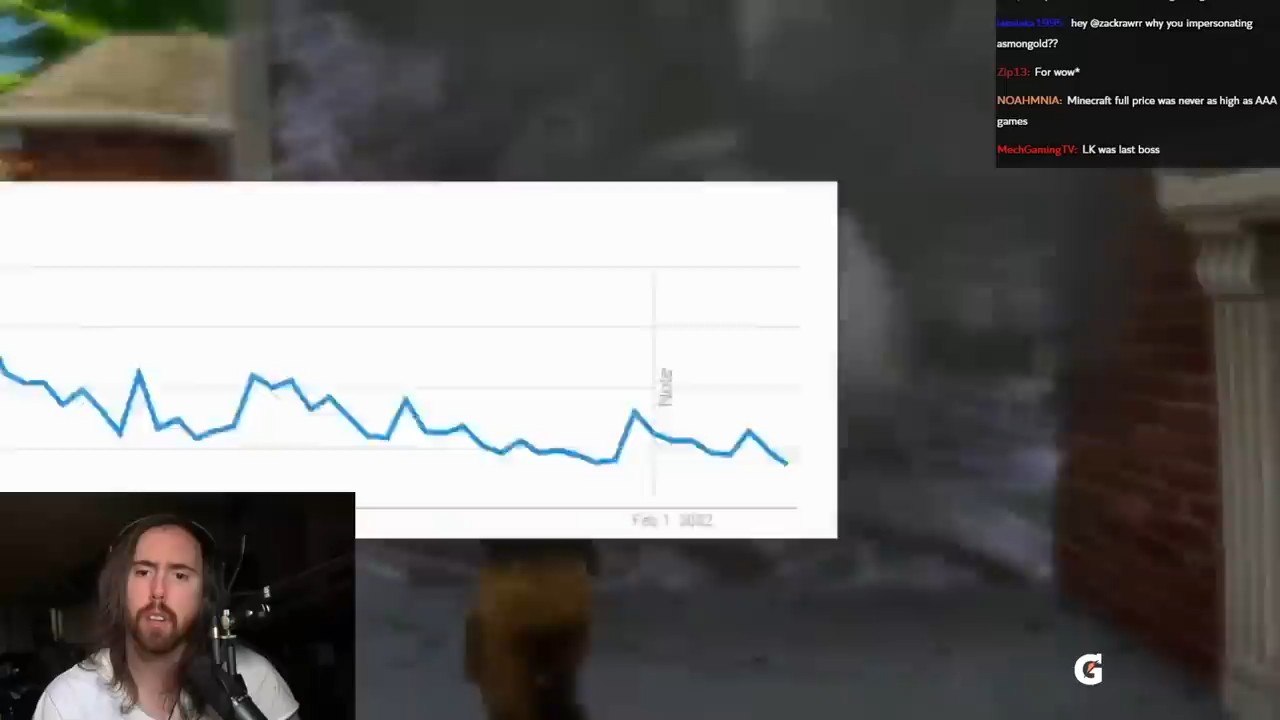 hey @zackrawrr why you impersonating
asmongold??
Zip13: For wow*
NOAHMNIA: Minecraft full price was never as high as AAA
games
MechGamingTV: LK was last boss
Note
Feb 1
G